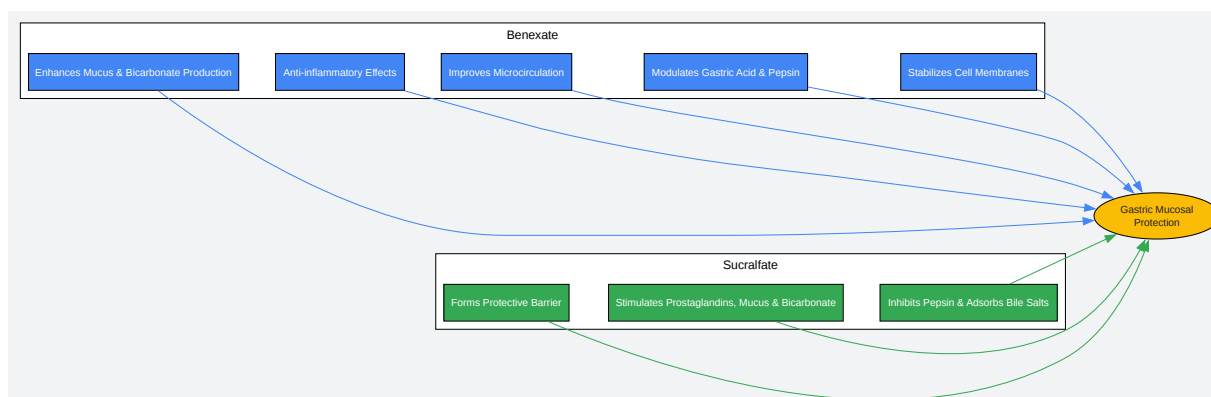 Benexate
Enhances Mucus & Bicarbonate Production
Anti-inflammatory Effects
Improves Microcirculation
Modulates Gastric Acid & Pepsin
Stabilizes Cell Membranes
Gastric Mucosal
Protection
Sucralfate
Forms Protective Barrier
Stimulates Prostaglandins, Mucus & Bicarbonate
Inhibits Pepsin & Adsorbs Bile Salts